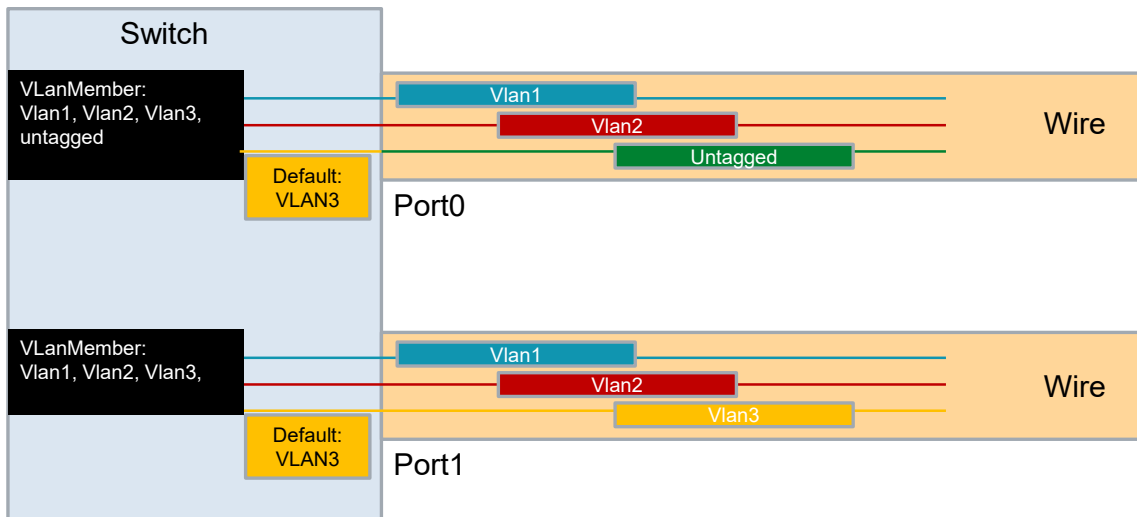 Switch
VLanMember:
Vlan1, Vlan2, Vlan3,
untagged
Default:
VLAN3
Vlan1
Vlan2
Untagged
Wire
Port0
VLanMember:
Vlan1, Vlan2, Vlan3,
Default:
VLAN3
Vlan1
Vlan2
Vlan3
Wire
Port1